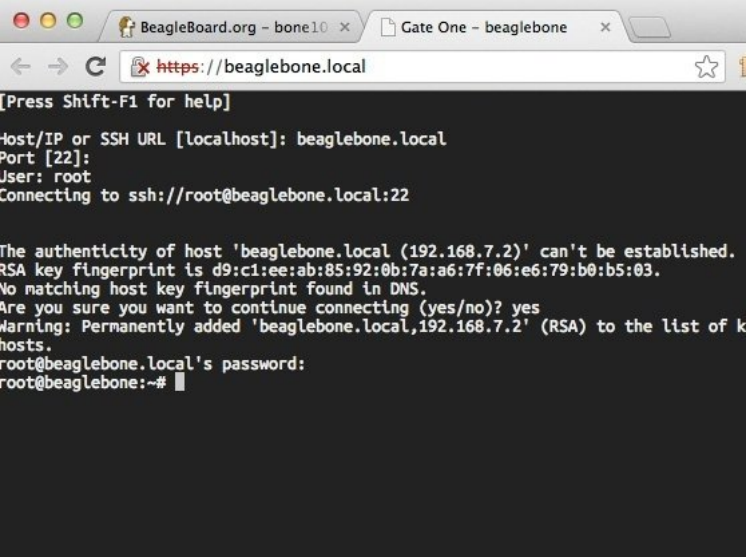 BeagleBoard.org - bone10
Gate One - beaglebone
https://beaglebone.local
[Press Shift-F1 for help]
Host/IP or SSH URL [localhost]: beaglebone.local
Port [22]:
User: root
Connecting to ssh://root@beaglebone.local:22
The authenticity of host 'beaglebone.local (192.168.7.2)' can't be established.
RSA key fingerprint is d9:c1:ee:ab:85:92:0b:7a:a6:7f:06:e6:79:b0:b5:03.
No matching host key fingerprint found in DNS.
Are you sure you want to continue connecting (yes/no)? yes
Warning: Permanently added 'beaglebone.local,192.168.7.2' (RSA) to the list of k
hosts.
root@beaglebone.local's password:
root@beaglebone:~#